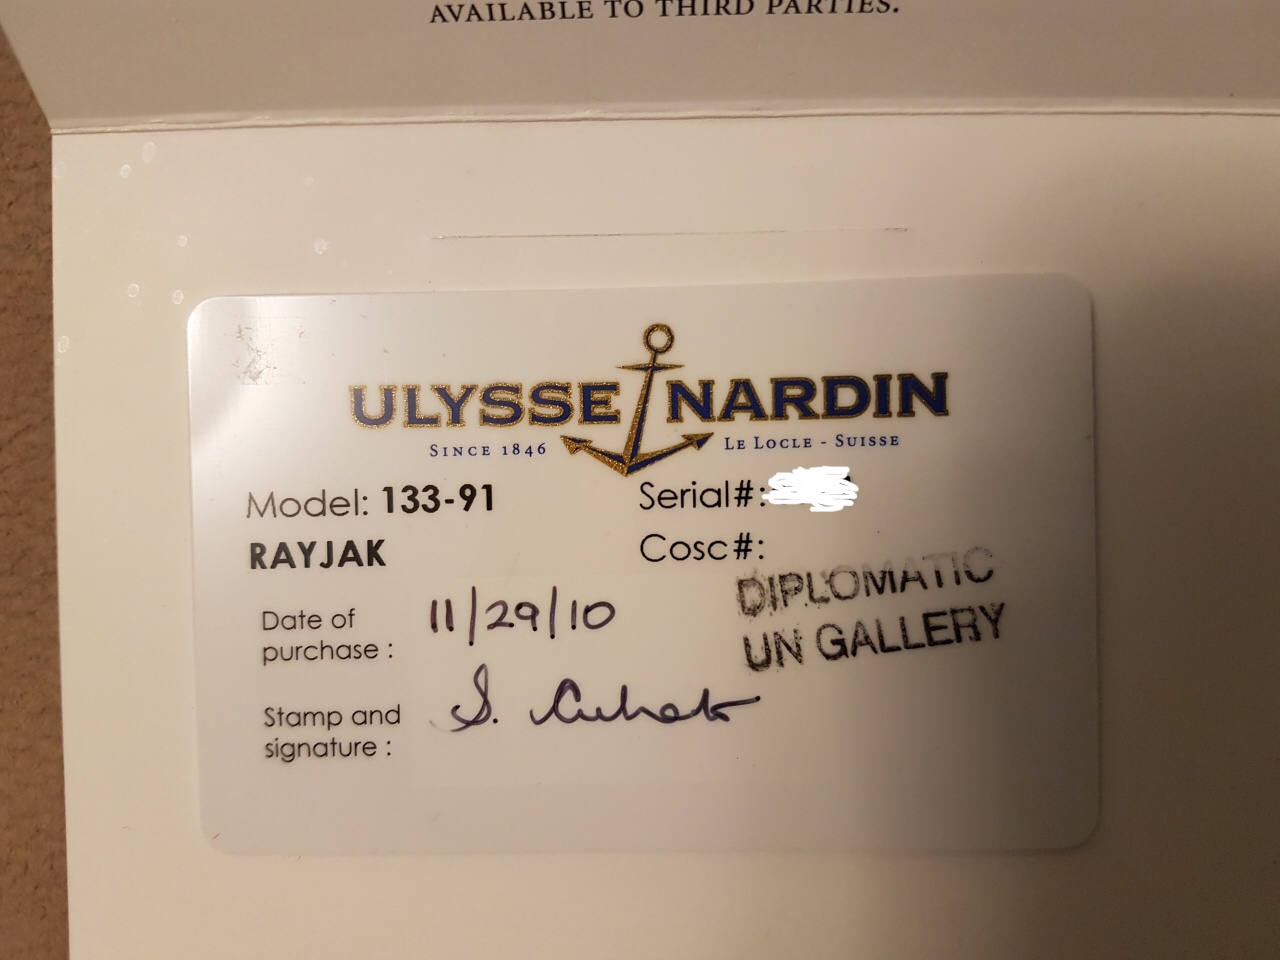 AVAILABLE TO THIRD PARTIES.
ULYSSE NARDIN
SINCE 1846 LE LOCLE - SUISSE
Model: 133-91 Serial#:
RAYJAK Cosc#:
DIPLOMATIC
UN GALLERY
Date of purchase : 11/29/10
Stamp and signature : S.